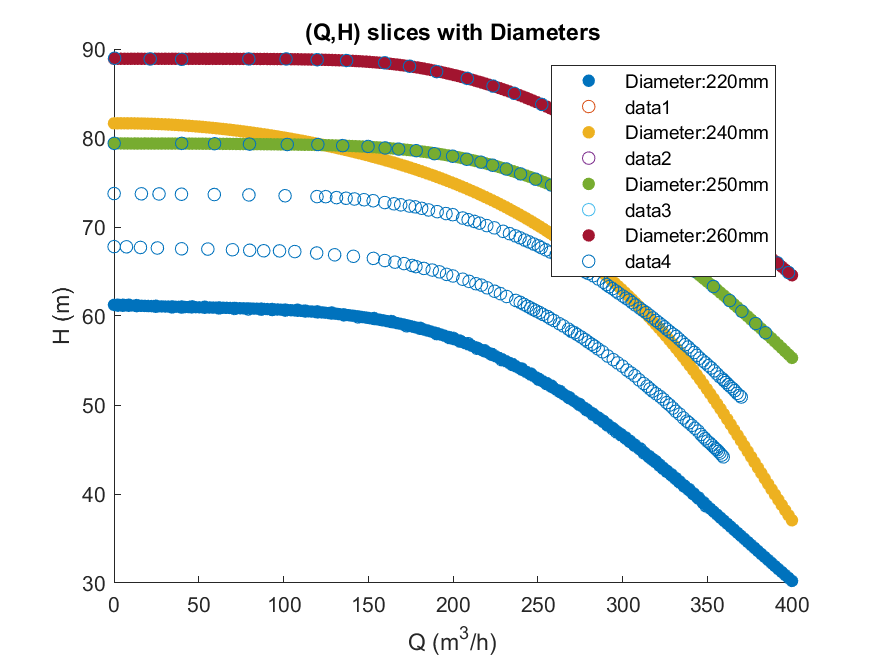 (Q,H) slices with Diameters
90
80
70
60
50
40
30
H (m)
Diameter:220mm
data1
Diameter:240mm
data2
Diameter:250mm
data3
Diameter:260mm
data4
0 50 100 150 200 250 300 350 400
Q (m³/h)